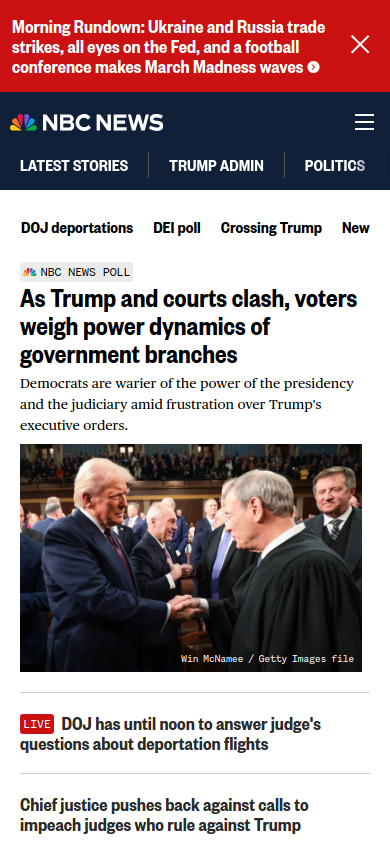 Morning Rundown: Ukraine and Russia trade
strikes, all eyes on the Fed, and a football
conference makes March Madness waves
NBC NEWS
LATEST STORIES TRUMP ADMIN POLITICS
DOJ deportations DEI poll Crossing Trump New
NBC NEWS POLL
As Trump and courts clash, voters
weigh power dynamics of
government branches
Democrats are warier of the power of the presidency
and the judiciary amid frustration over Trump's
executive orders.
Win McNamee / Getty Images file
LIVE DOJ has until noon to answer judge's
questions about deportation flights
Chief justice pushes back against calls to
impeach judges who rule against Trump